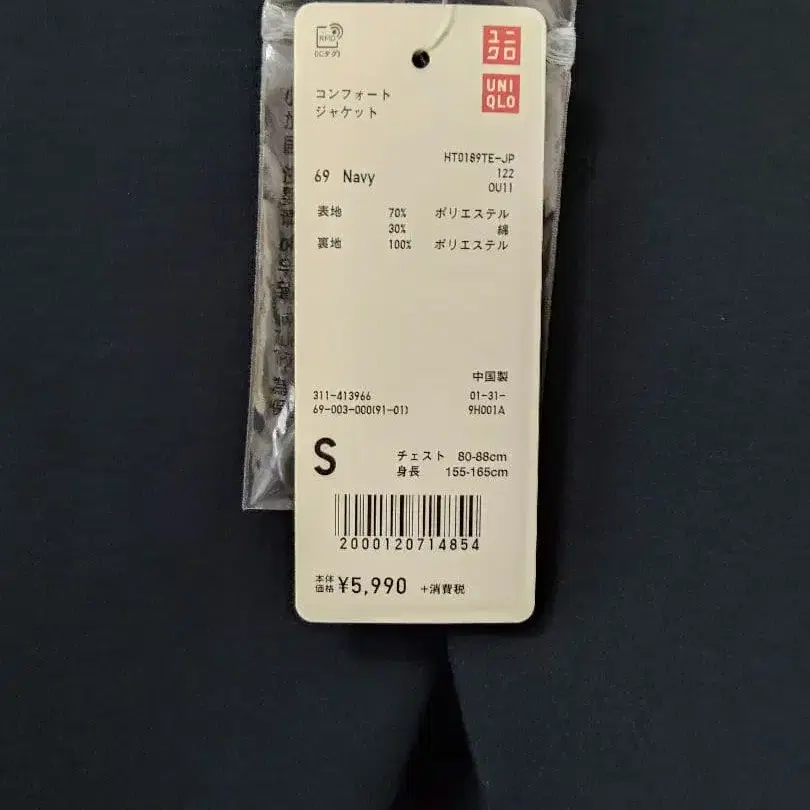 RFID
(ICタグ)
ユニ
クロ
UNI
QLO
コンフォート
ジャケット
HT0189TE-JP
69 Navy
122
OU11
表地 70% ポリエステル
30% 綿
裏地 100% ポリエステル
中国製
311-413966 01-31-
69-003-000(91-01) 9H001A
S
チェスト 80-88cm
身長 155-165cm
2000120714854
本体
価格 ¥5,990 +消費税